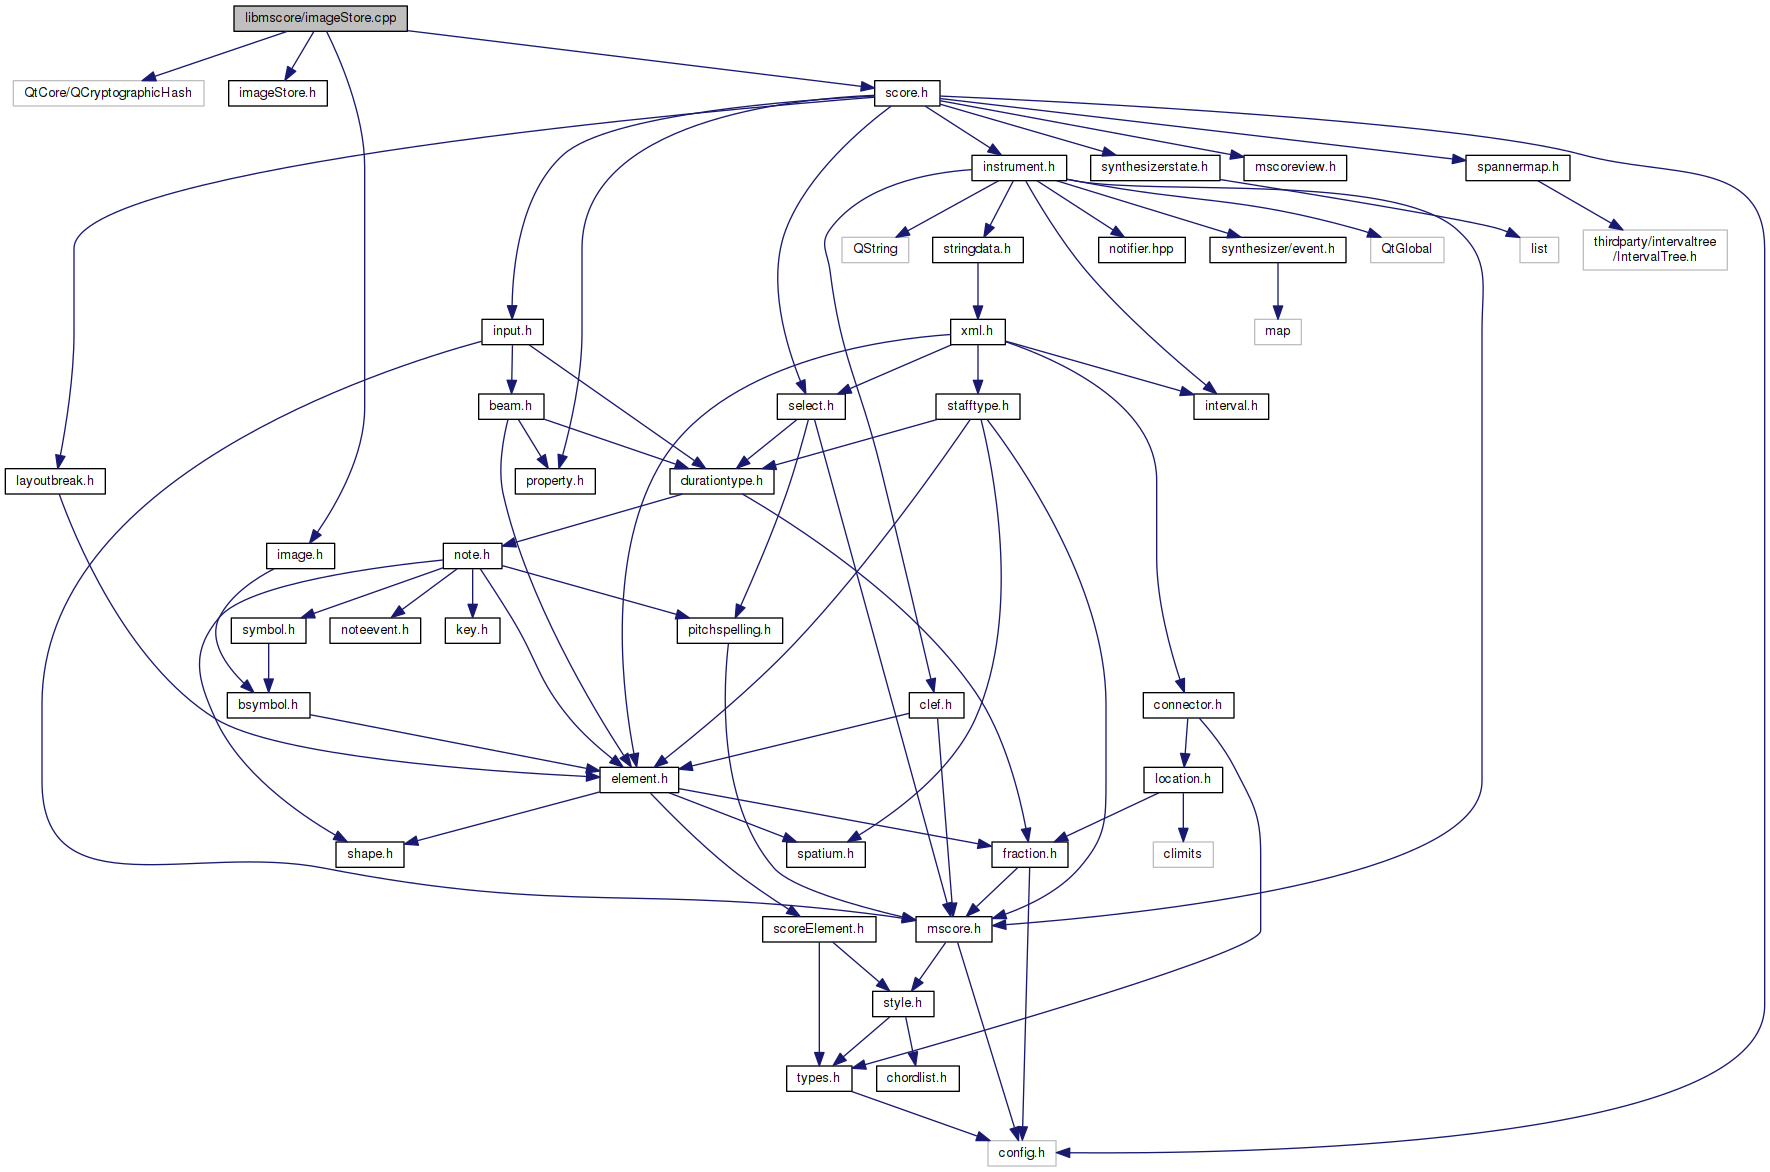 libmscore/imageStore.cpp
QtCore/QCryptographicHash
imageStore.h
score.h
instrument.h
synthesizerstate.h
mscoreview.h
spannermap.h
QString
stringdata.h
notifier.hpp
synthesizer/event.h
QtGlobal
list
thirdparty/intervaltree
/IntervalTree.h
input.h
xml.h
map
beam.h
select.h
stafftype.h
interval.h
layoutbreak.h
property.h
durationtype.h
image.h
note.h
symbol.h
noteevent.h
key.h
pitchspelling.h
bsymbol.h
clef.h
connector.h
element.h
location.h
shape.h
spatium.h
fraction.h
climits
scoreElement.h
mscore.h
style.h
types.h
chordlist.h
config.h